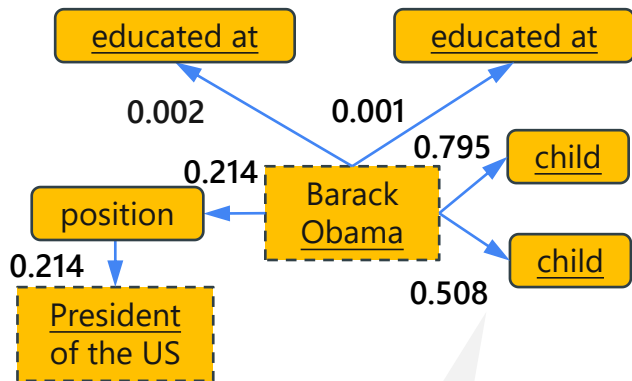 educated at
educated at
0.002
0.001
0.795
child
0.214
Barack
Obama
position
child
0.214
0.508
President
of the US